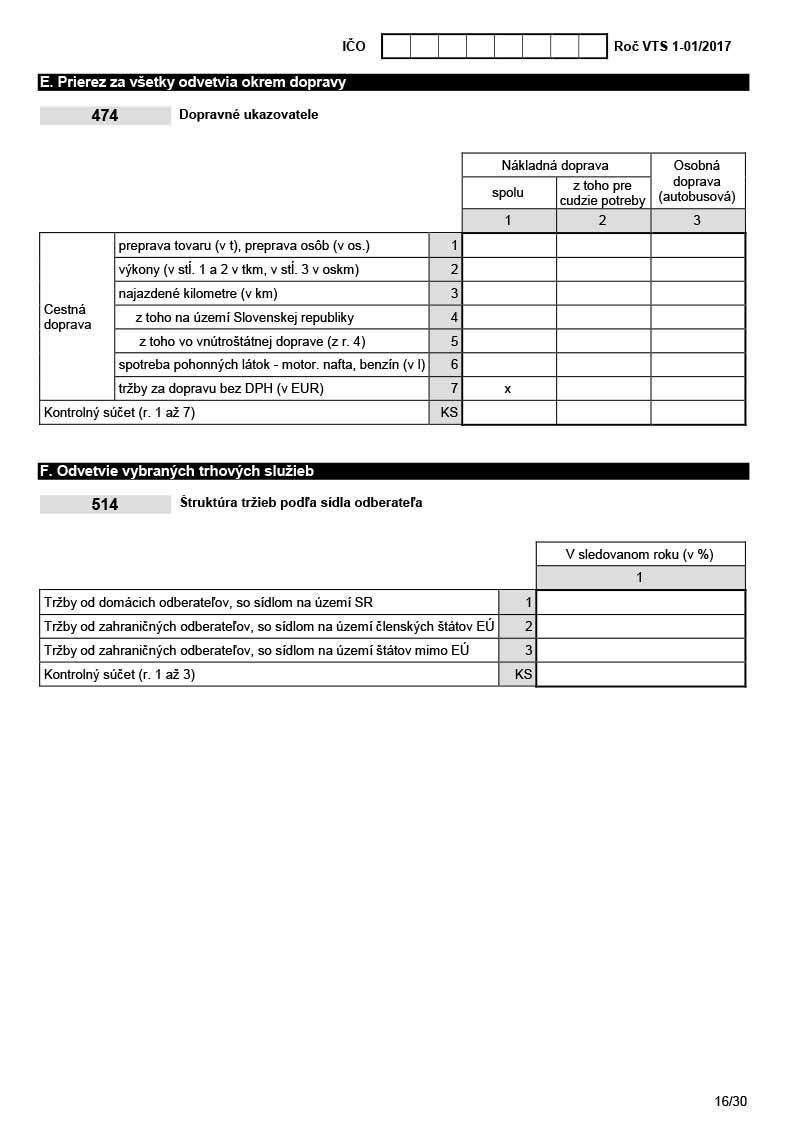 IČO Roč VTS 1-01/2017
E. Prierez za všetky odvetvia okrem dopravy
474 Dopravné ukazovatele
Nákladná doprava
Osobná doprava (autobusová)
spolu
z toho pre cudzie potreby
1 2 3
Cestná doprava
preprava tovaru (v t), preprava osôb (v os.) 1
výkony (v stĺ. 1 a 2 v tkm, v stĺ. 3 v oskm) 2
najazdené kilometre (v km) 3
z toho na území Slovenskej republiky 4
z toho vo vnútroštátnej doprave (z r. 4) 5
spotreba pohonných látok - motor. nafta, benzín (v l) 6
tržby za dopravu bez DPH (v EUR) 7 x
Kontrolný súčet (r. 1 až 7) KS
F. Odvetvie vybraných trhových služieb
514 Štruktúra tržieb podľa sídla odberateľa
V sledovanom roku (v %)
1
Tržby od domácich odberateľov, so sídlom na území SR 1
Tržby od zahraničných odberateľov, so sídlom na území členských štátov EÚ 2
Tržby od zahraničných odberateľov, so sídlom na území štátov mimo EÚ 3
Kontrolný súčet (r. 1 až 3) KS
16/30